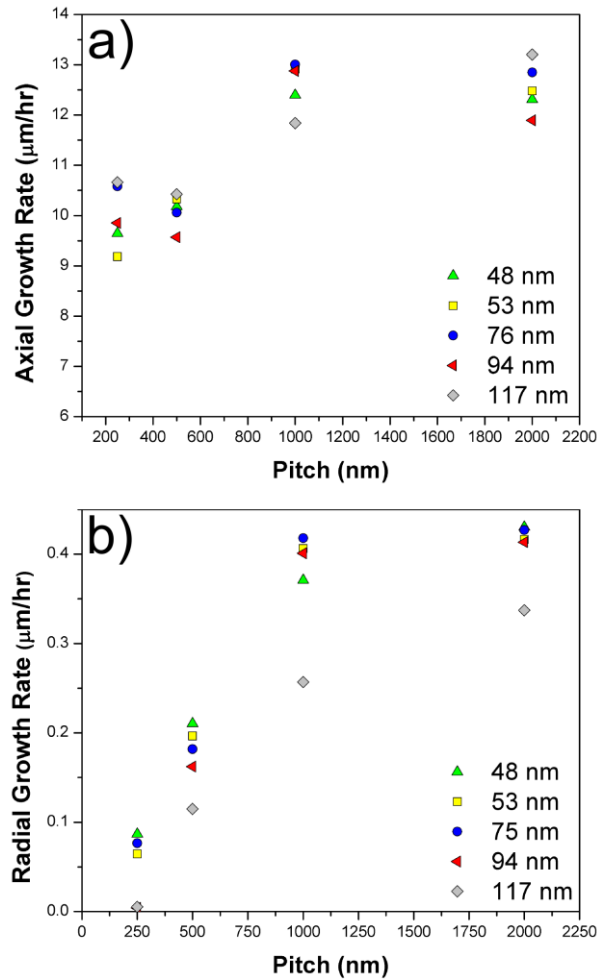 a)
14
13
12
11
10
9
8
7
6
Axial Growth Rate (μm/hr)
48 nm
53 nm
76 nm
94 nm
117 nm
200 400 600 800 1000 1200 1400 1600 1800 2000 2200
Pitch (nm)
b)
0.4
0.3
0.2
0.1
0.0
Radial Growth Rate (μm/hr)
48 nm
53 nm
75 nm
94 nm
117 nm
0 250 500 750 1000 1250 1500 1750 2000 2250
Pitch (nm)